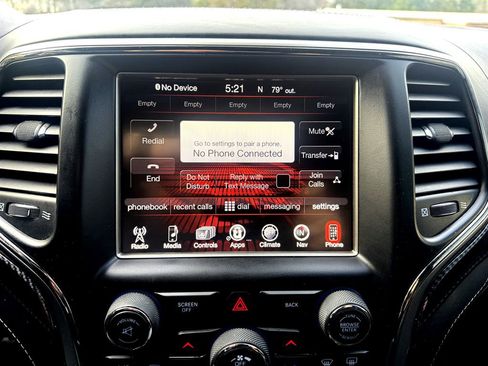 No Device 5:21 N 79° out.
Empty Empty Empty Empty Empty
Redial
Go to settings to pair a phone.
No Phone Connected
Mute
Transfer
End
Do Not
Disturb
Reply with
Text Message
Join
Calls
phonebook recent calls dial messaging settings
Radio Media Controls Apps Climate Nav Phone
SCREEN
OFF
BACK
VOLUME
BROWSE
ENTER